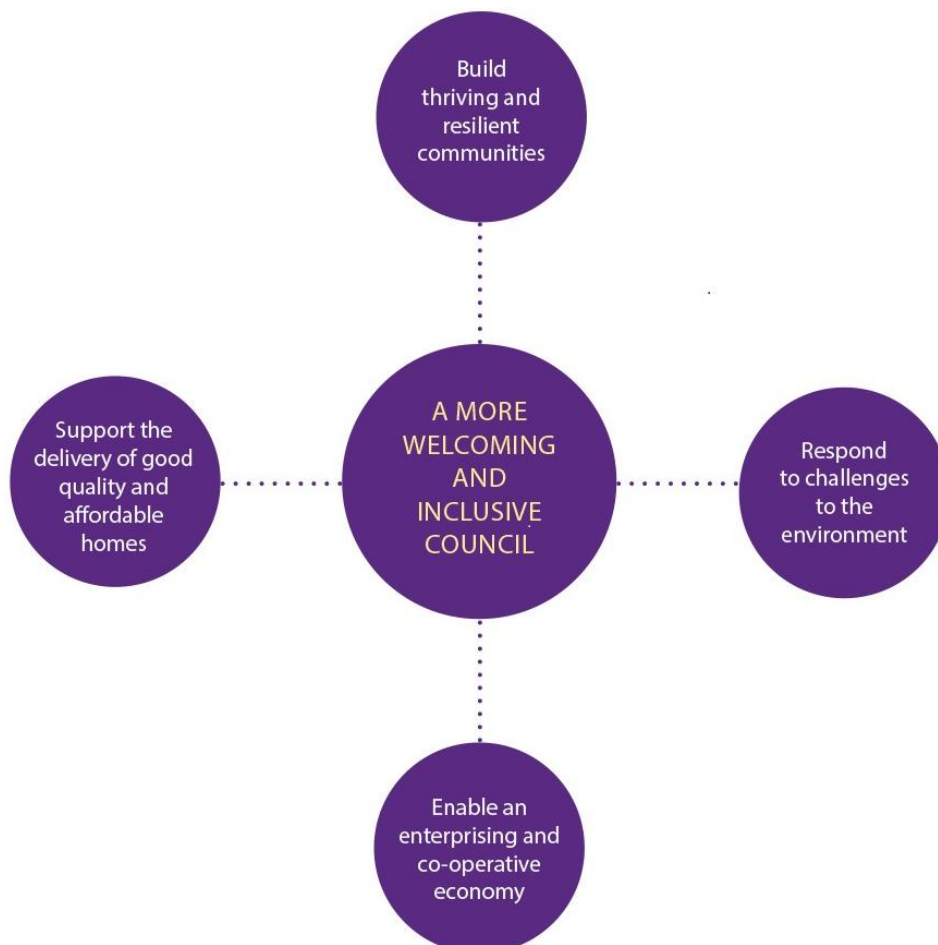 Build
thriving and
resilient
communities
Support the
delivery of good
quality and
affordable
homes
A MORE
WELCOMING
AND
INCLUSIVE
COUNCIL
Respond
to challenges
to the
environment
Enable an
enterprising and
co-operative
economy